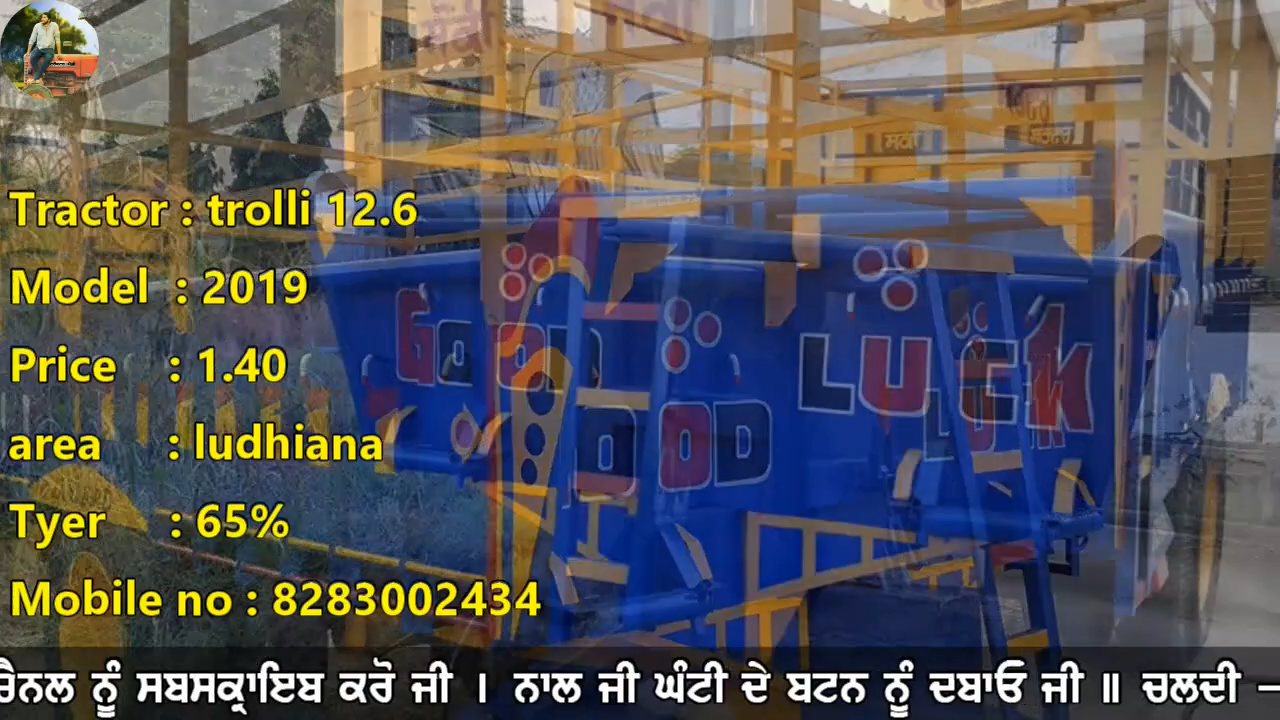 Tractor : trolli 12.6
Model : 2019
Price : 1.40
area : ludhiana
Tyer : 65%
Mobile no : 8283002434
GOOD LUCK
OOD
ਨੂੰ ਸਬਸਕ੍ਰਾਇਬ ਕਰੋ ਜੀ । ਨਾਲ ਜੀ ਘੰਟੀ ਦੇ ਬਟਨ ਨੂੰ ਦਬਾਓ ਜੀ ॥ ਚਲਦੀ –